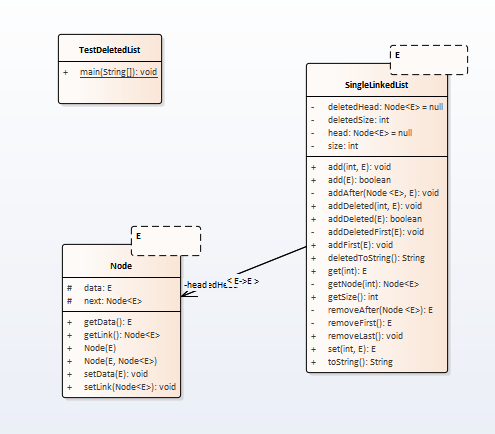 TestDeletedList
+ main(String[]): void
E
SingleLinkedList
- deletedHead: Node<E> = null
- deletedSize: int
- head: Node<E> = null
- size: int
+ add(int, E): void
+ add(E): boolean
- addAfter(Node <E>, E): void
+ addDeleted(int, E): void
+ addDeleted(E): boolean
- addDeletedFirst(E): void
+ addFirst(E): void
+ deletedToString(): String
+ get(int): E
- getNode(int): Node<E>
+ getSize(): int
- removeAfter(Node <E>): E
- removeFirst(): E
+ removeLast(): void
+ set(int, E): E
+ toString(): String
E
Node
# data: E
# next: Node<E>
+ getData(): E
+ getLink(): Node<E>
+ Node(E)
+ Node(E, Node<E>)
+ setData(E): void
+ setLink(Node<E>): void
-head
< E->E >